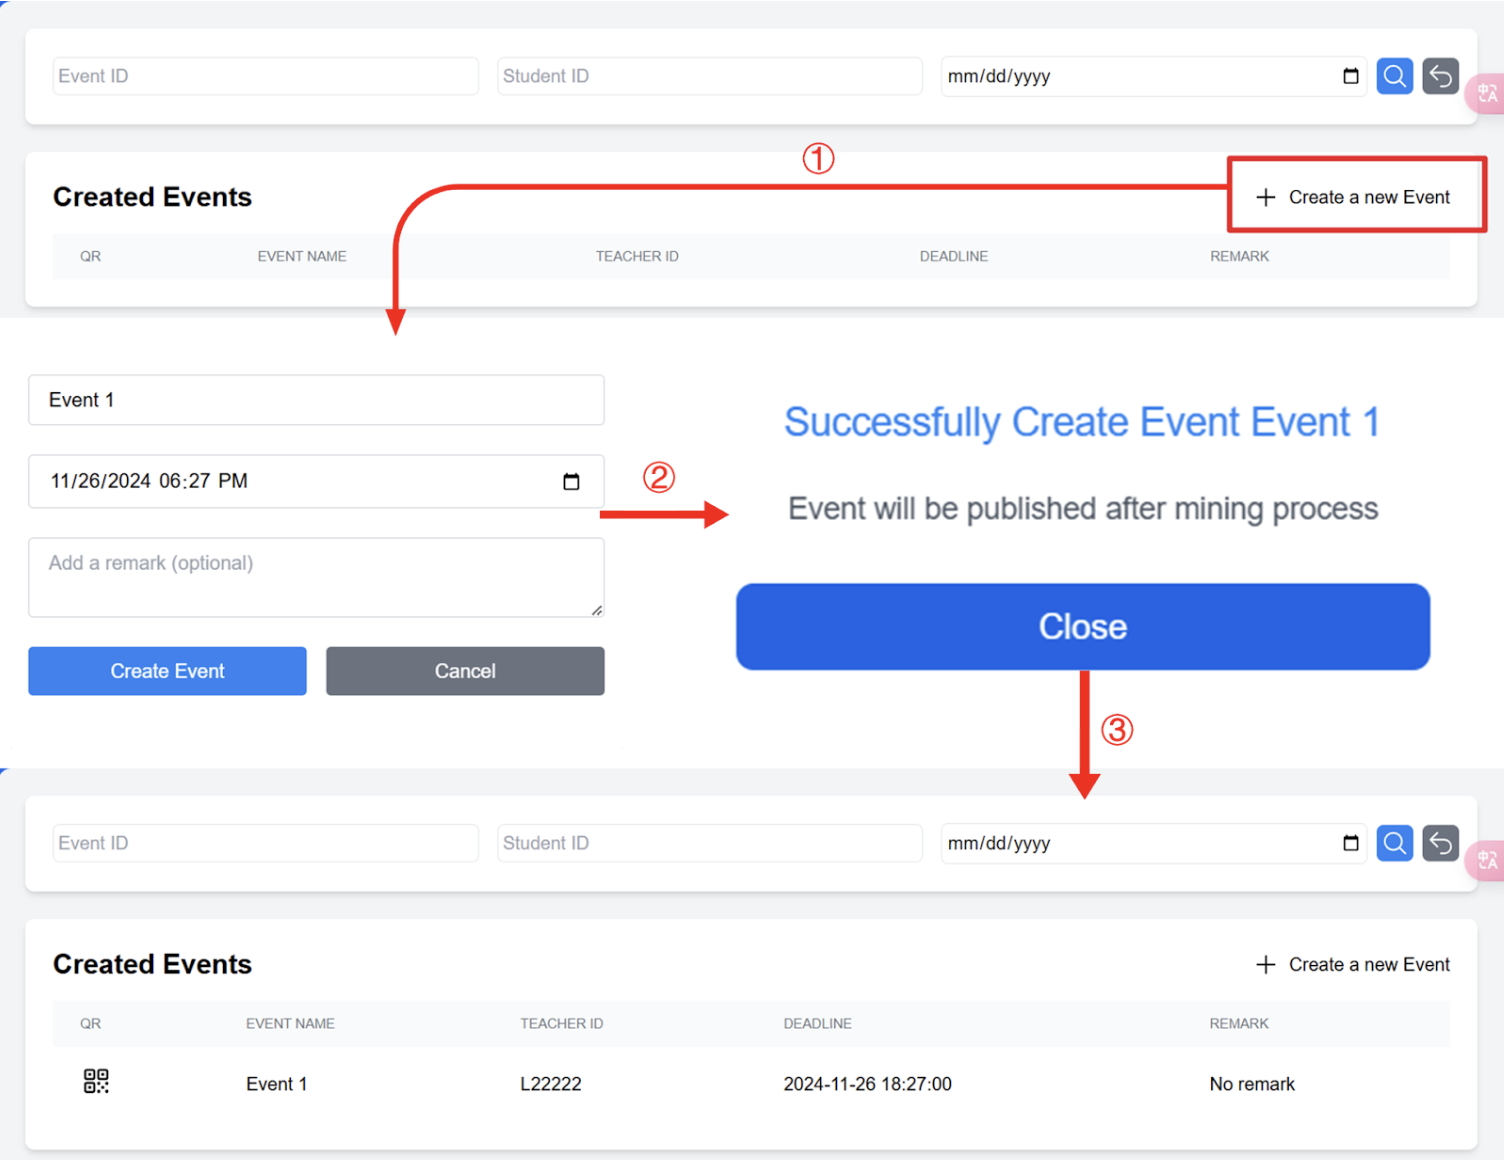 Event ID Student ID mm/dd/yyyy
中A
①
Created Events + Create a new Event
QR EVENT NAME TEACHER ID DEADLINE REMARK
Event 1
Successfully Create Event Event 1
11/26/2024 06:27 PM
②
Event will be published after mining process
Add a remark (optional)
Close
Create Event Cancel
③
Event ID Student ID mm/dd/yyyy
中A
Created Events + Create a new Event
QR EVENT NAME TEACHER ID DEADLINE REMARK
Event 1 L22222 2024-11-26 18:27:00 No remark